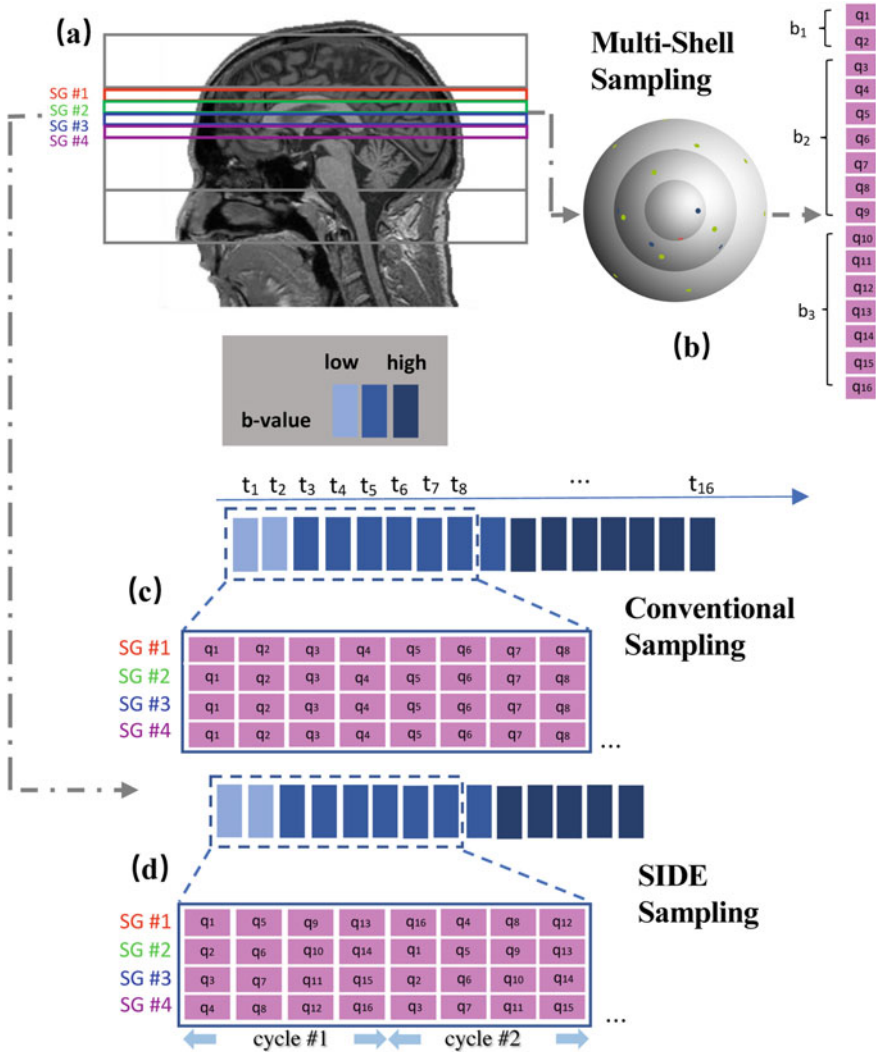 (a)
SG #1
SG #2
SG #3
SG #4
Multi-Shell
Sampling
(b)
b1
b2
b3
q1
q2
q3
q4
q5
q6
q7
q8
q9
q10
q11
q12
q13
q14
q15
q16
low high
b-value
t1 t2 t3 t4 t5 t6 t7 t8 ... t16
(c)
Conventional
Sampling
SG #1 q1 q2 q3 q4 q5 q6 q7 q8
SG #2 q1 q2 q3 q4 q5 q6 q7 q8
SG #3 q1 q2 q3 q4 q5 q6 q7 q8
SG #4 q1 q2 q3 q4 q5 q6 q7 q8 ...
(d)
SIDE
Sampling
SG #1 q1 q5 q9 q13 q16 q4 q8 q12
SG #2 q2 q6 q10 q14 q1 q5 q9 q13
SG #3 q3 q7 q11 q15 q2 q6 q10 q14
SG #4 q4 q8 q12 q16 q3 q7 q11 q15 ...
cycle #1 cycle #2